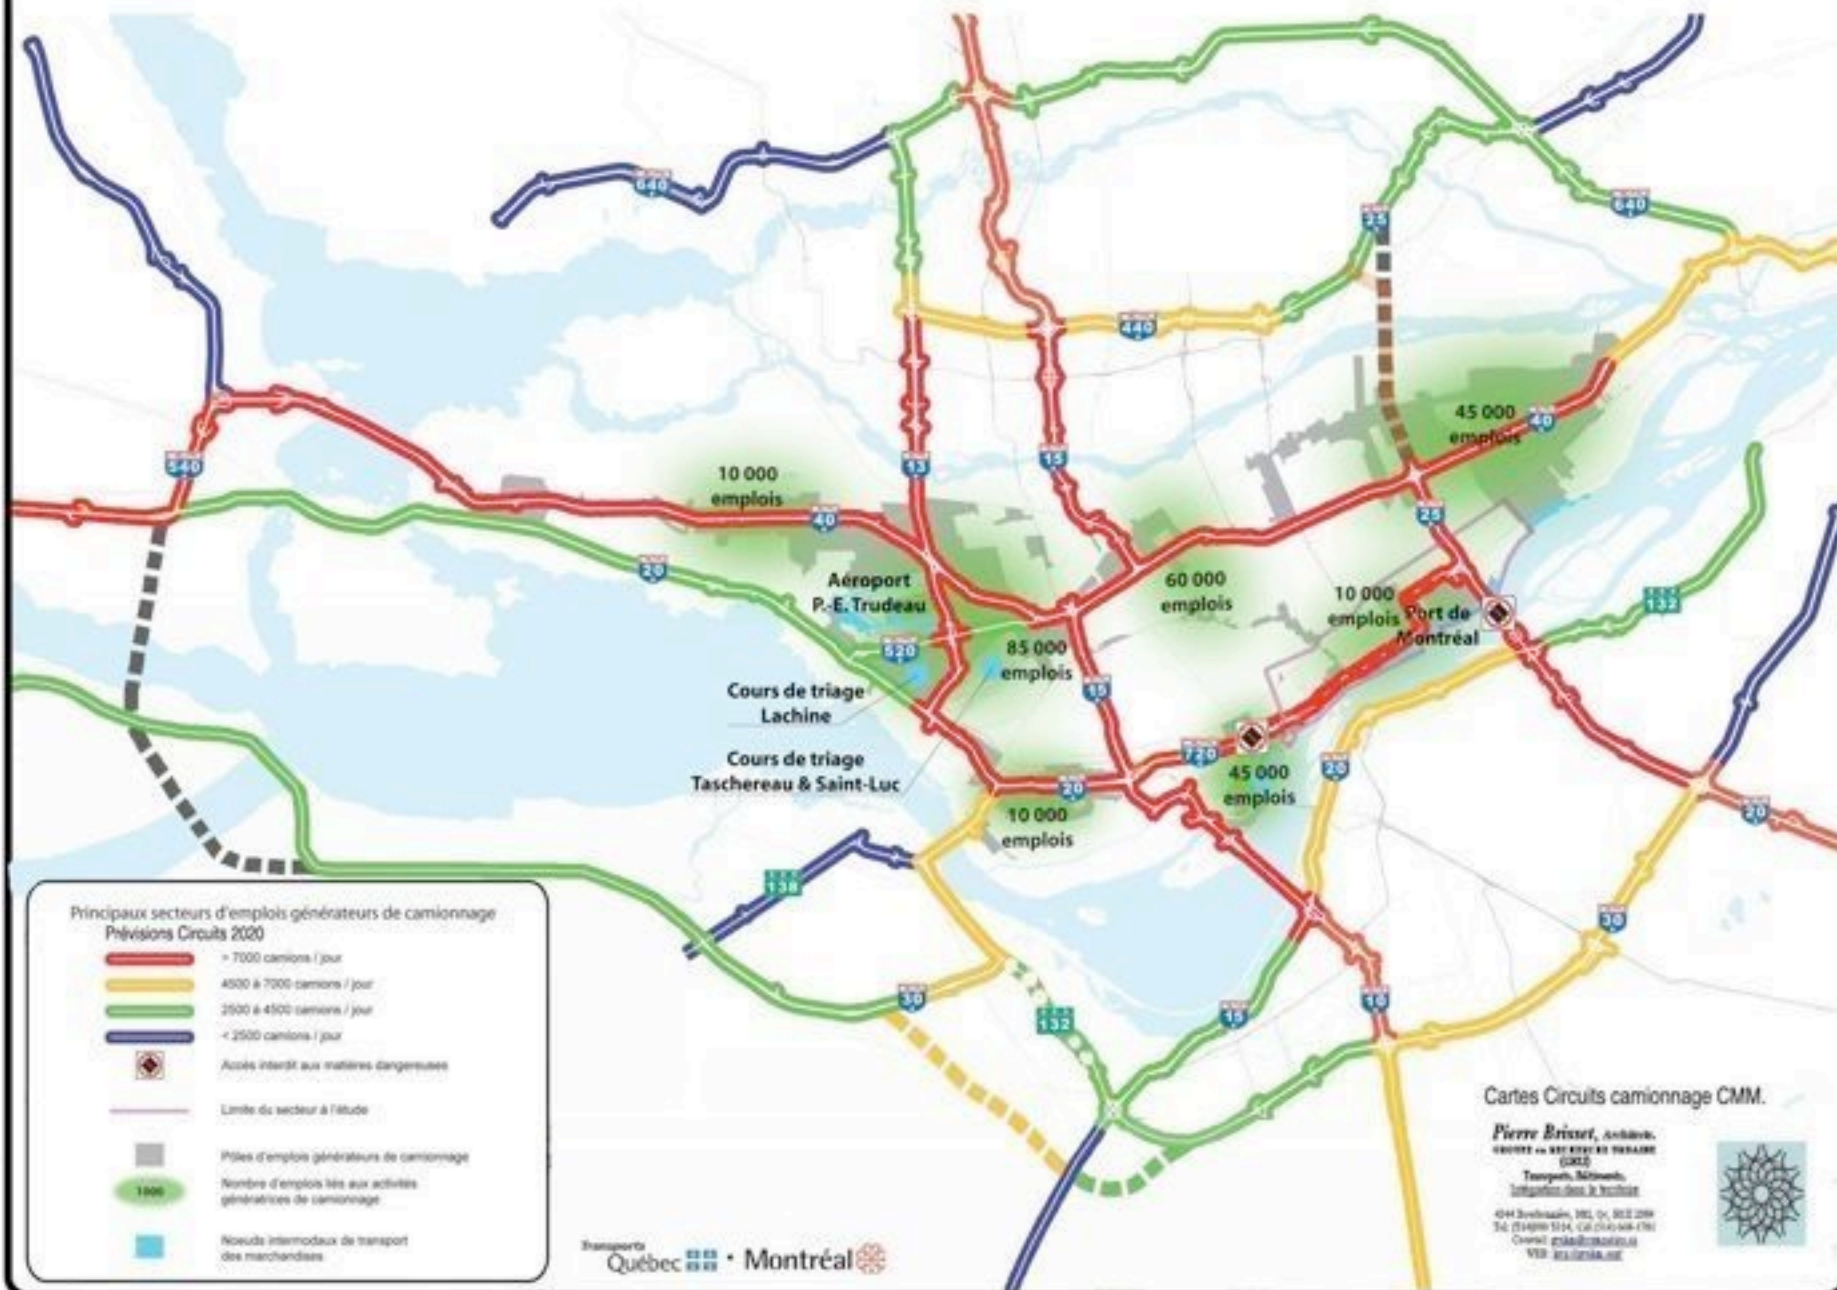 640
25
640
440
45 000
emplois
40
540
13
15
10 000
emplois
40
25
20
Aéroport
P.-E. Trudeau
60 000
emplois
10 000
emplois
Port de
Montréal
132
520
85 000
emplois
Cours de triage
Lachine
15
Cours de triage
Taschereau & Saint-Luc
720
20
45 000
emplois
20
10 000
emplois
20
138
30
30
132
15
10
Principaux secteurs d'emplois générateurs de camionnage
Prévisions Circuits 2020
> 7000 camions / jour
4500 à 7000 camions / jour
2500 à 4500 camions / jour
< 2500 camions / jour
Accès interdit aux matières dangereuses
Limite du secteur à l'étude
Pôles d'emplois générateurs de camionnage
1000
Nombre d'emplois liés aux activités
génératrices de camionnage
Noeuds intermodaux de transport
des marchandises
Transports
Québec
Montréal
Cartes Circuits camionnage CMM.
Pierre Brisset, Architecte.
Transports, Bâtiments,